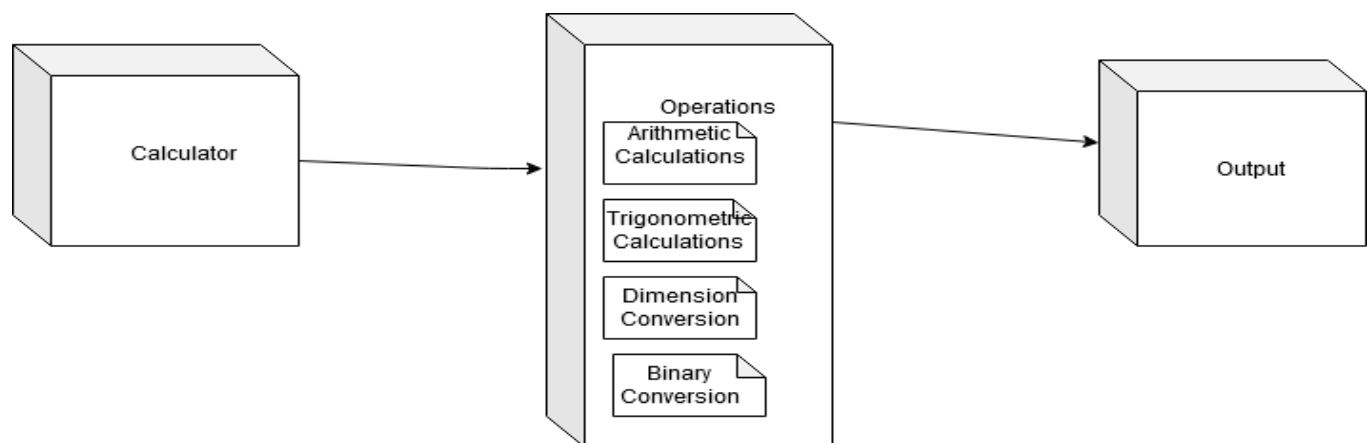 Calculator
Operations
Arithmetic
Calculations
Trigonometric
Calculations
Dimension
Conversion
Binary
Conversion
Output